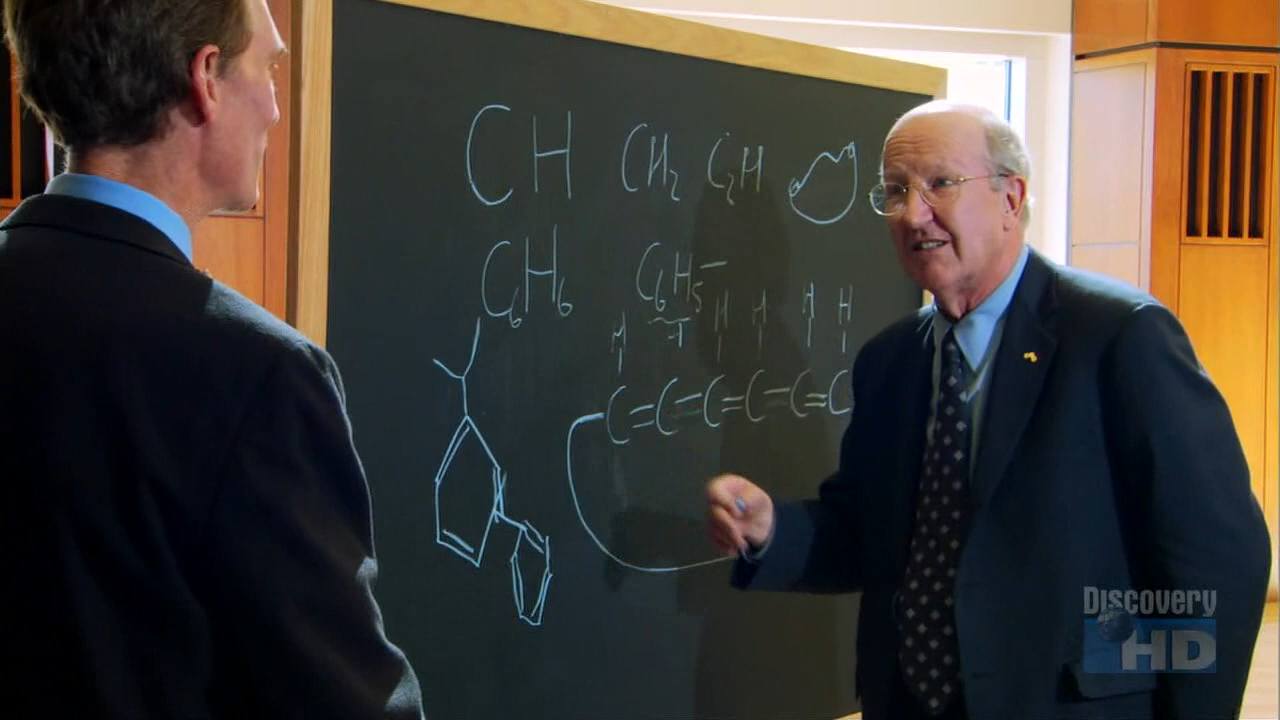 CH CH₂ C₂H
C₆H₆ C₆H₅—
H H H H H
C=C=C=C=C=C
Discovery
HD